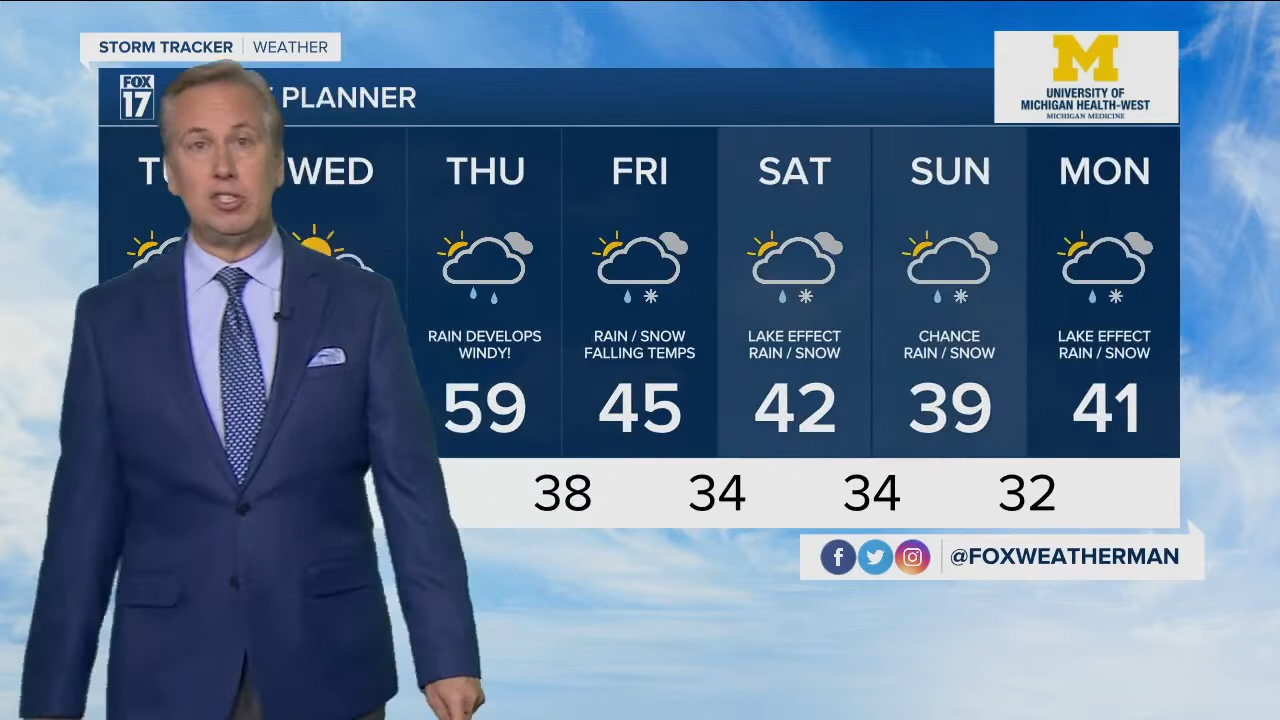 STORM TRACKER WEATHER
FOX
17
PLANNER
M
UNIVERSITY OF
MICHIGAN HEALTH-WEST
MICHIGAN MEDICINE
WED THU FRI SAT SUN MON
RAIN DEVELOPS
WINDY!
RAIN / SNOW
FALLING TEMPS
LAKE EFFECT
RAIN / SNOW
CHANCE
RAIN / SNOW
LAKE EFFECT
RAIN / SNOW
59 45 42 39 41
38 34 34 32
@FOXWEATHERMAN